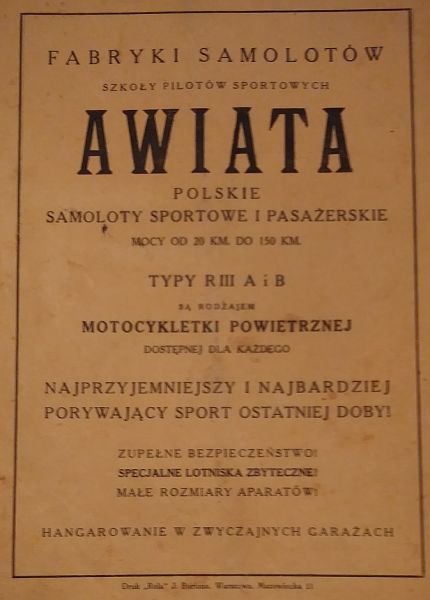 FABRYKI SAMOLOTÓW
SZKOŁY PILOTÓW SPORTOWYCH
AWIATA
POLSKIE
SAMOLOTY SPORTOWE I PASAŻERSKIE
MOCY OD 20 KM. DO 150 KM.
TYPY R III A i B
SĄ RODZAJEM
MOTOCYKLETKI POWIETRZNEJ
DOSTĘPNEJ DLA KAŻDEGO
NAJPRZYJEMNIEJSZY I NAJBARDZIEJ
PORYWAJĄCY SPORT OSTATNIEJ DOBY!
ZUPEŁNE BEZPIECZEŃSTWO!
SPECJALNE LOTNISKA ZBYTECZNE!
MAŁE ROZMIARY APARATÓW!
HANGAROWANIE W ZWYCZAJNYCH GARAŻACH
Druk J. Warszawa, Mazowiecka